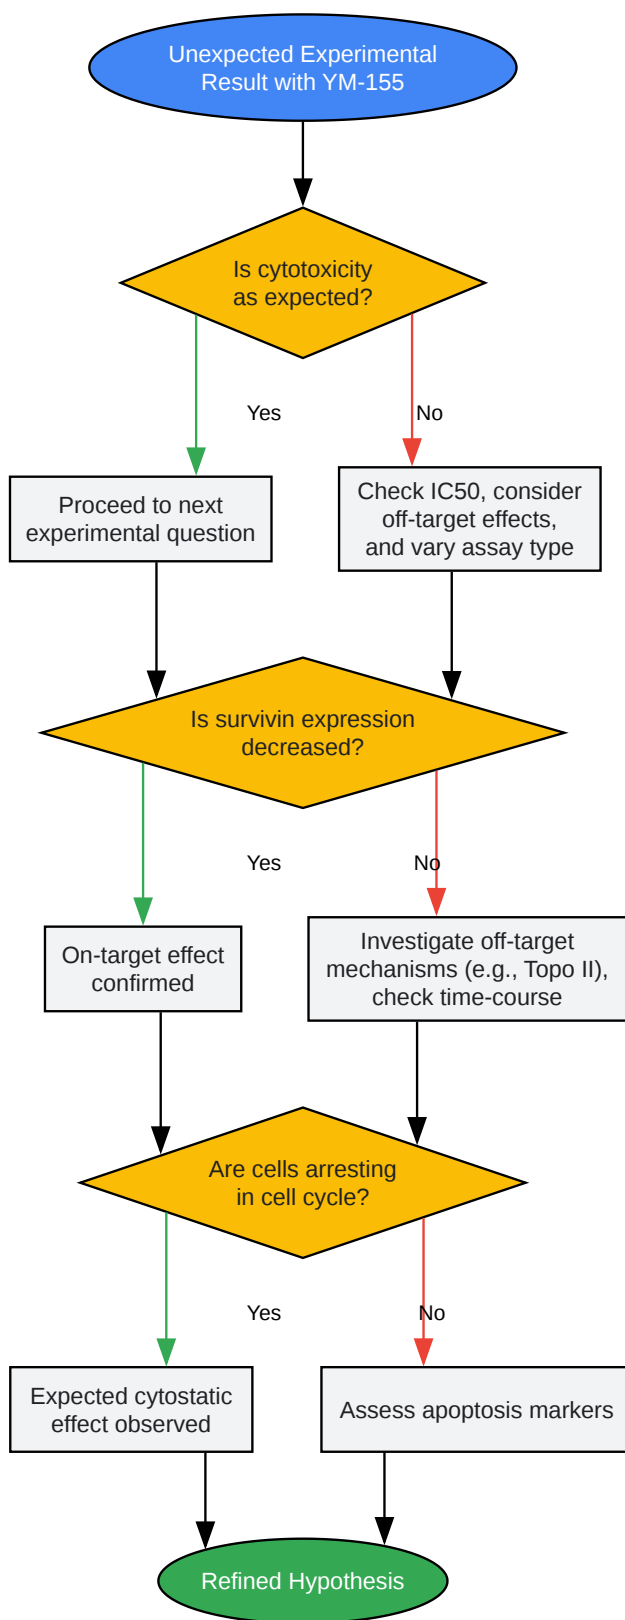 Unexpected Experimental
Result with YM-155
Is cytotoxicity
as expected?
Yes
No
Proceed to next
experimental question
Check IC50, consider
off-target effects,
and vary assay type
Is survivin expression
decreased?
Yes
No
On-target effect
confirmed
Investigate off-target
mechanisms (e.g., Topo II),
check time-course
Are cells arresting
in cell cycle?
Yes
No
Expected cytostatic
effect observed
Assess apoptosis markers
Refined Hypothesis